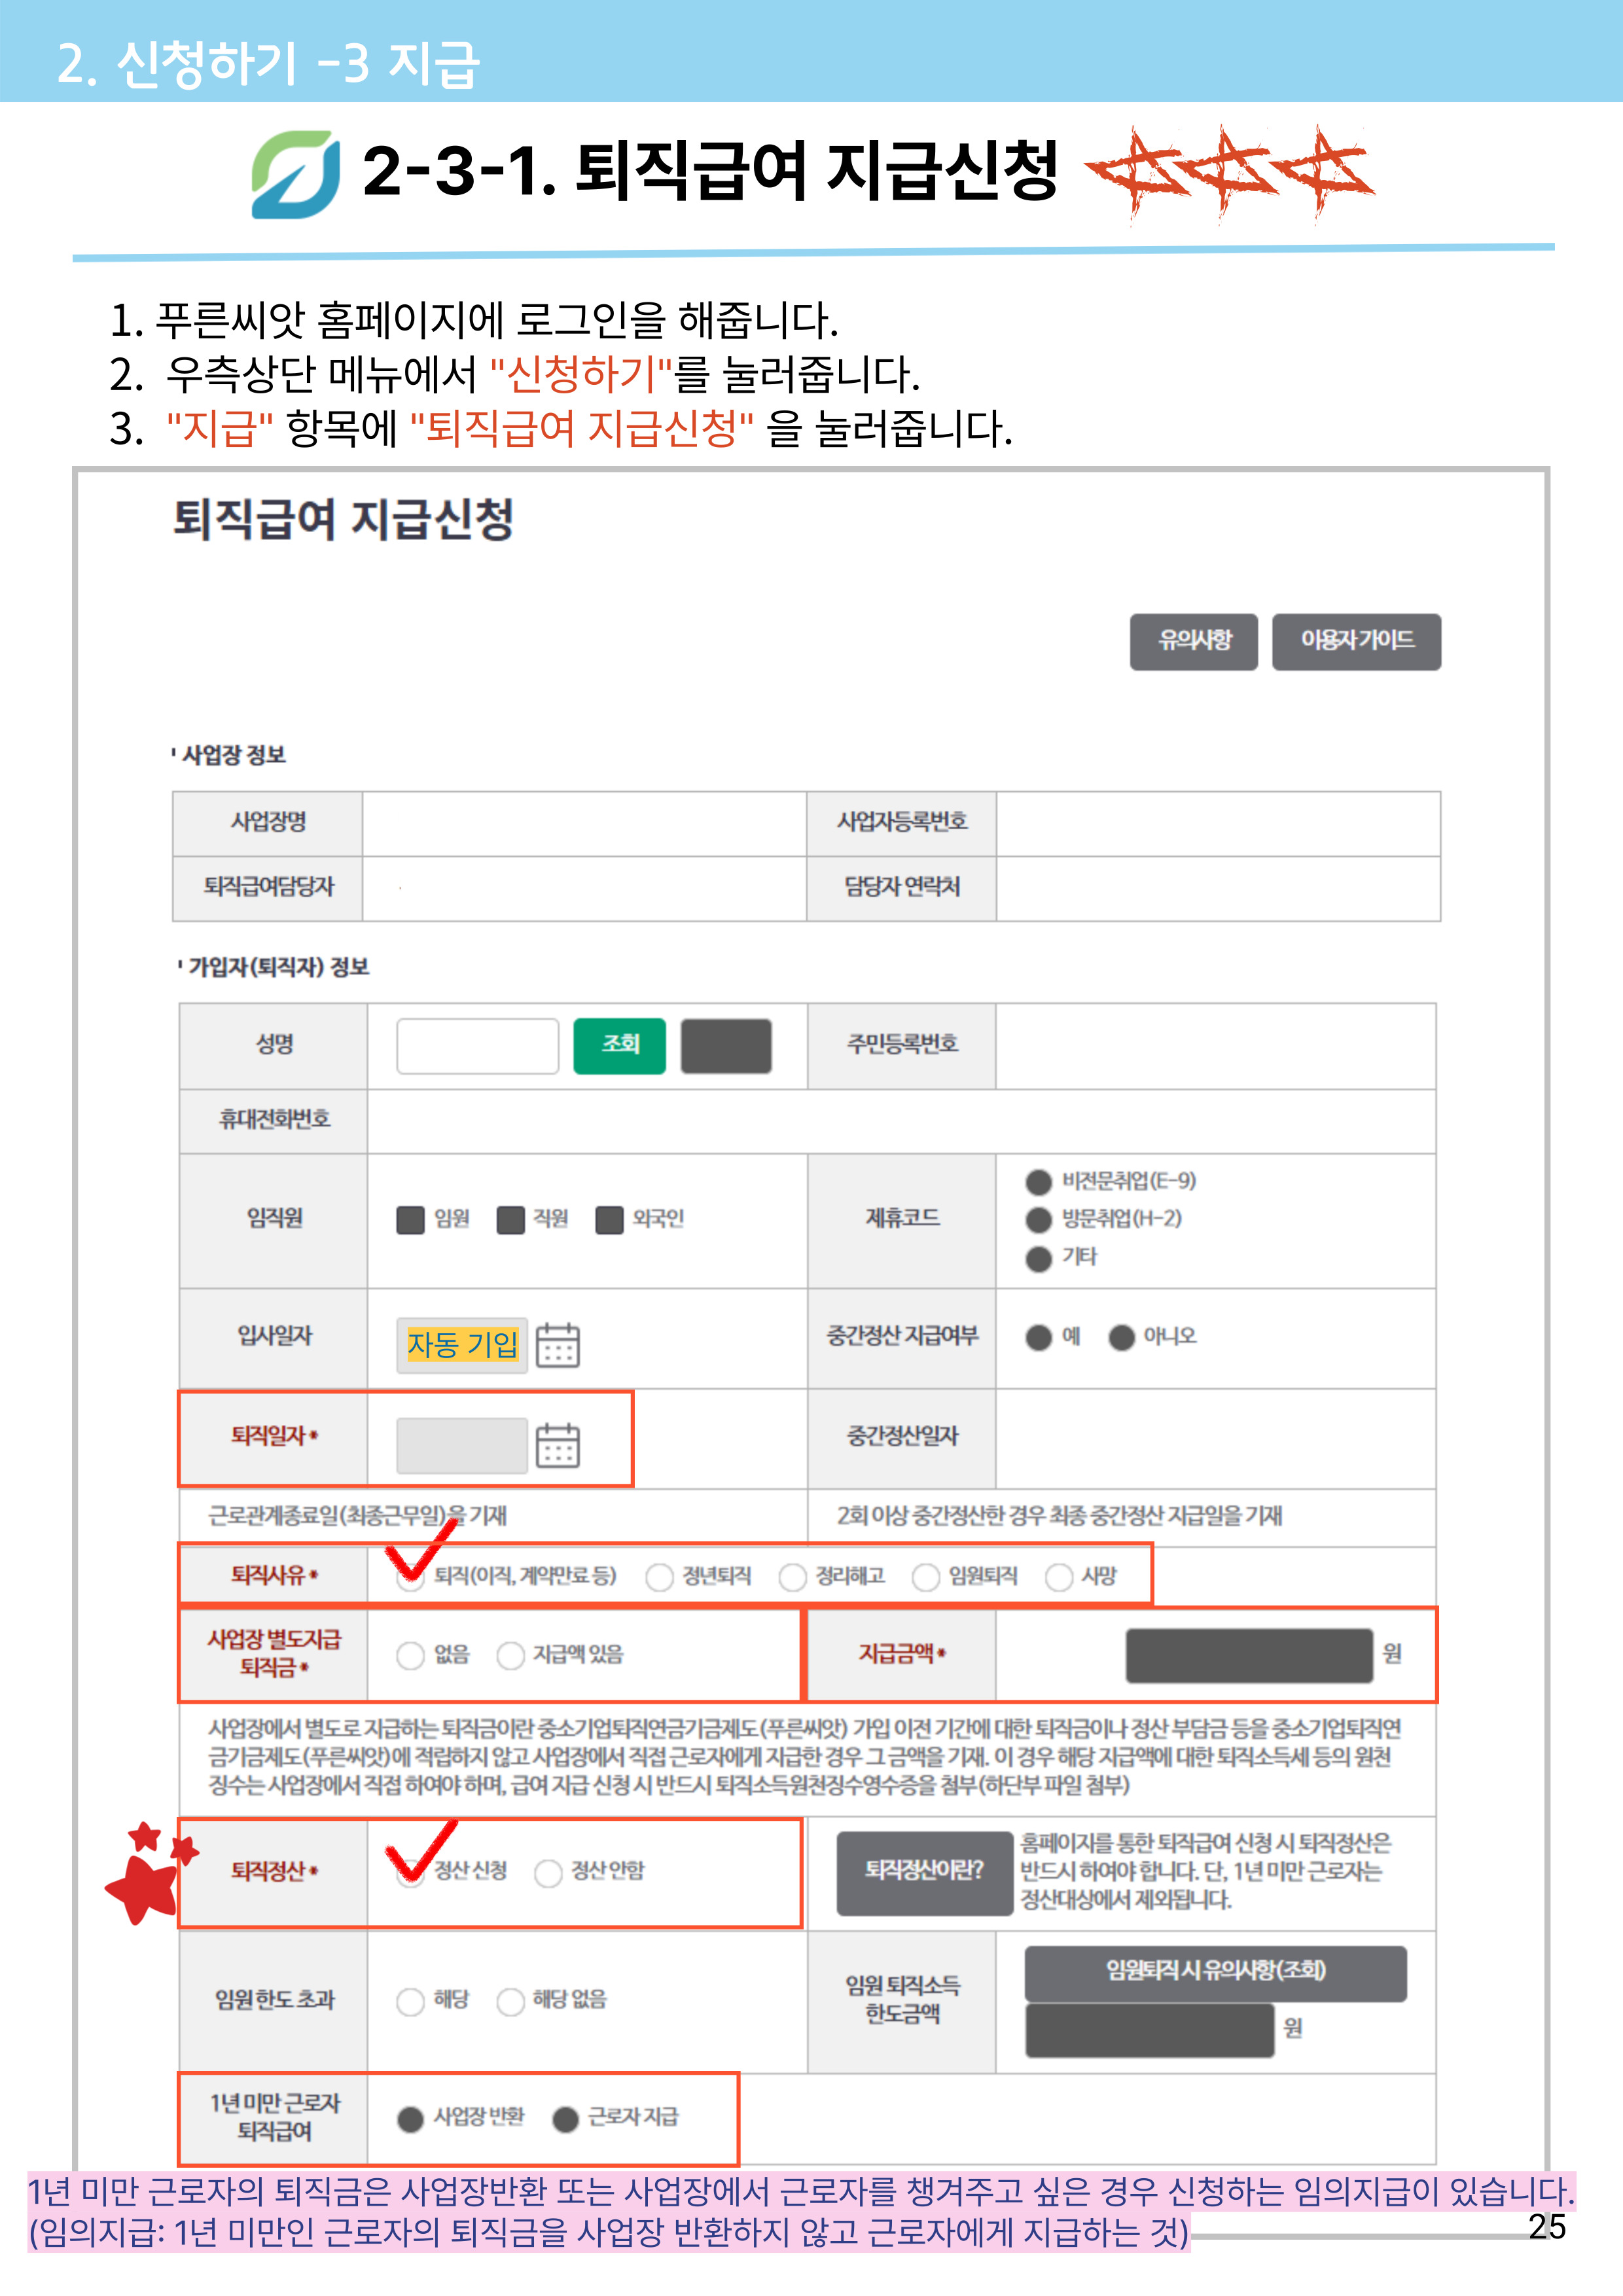 2. 신청하기 -3 지급
2-3-1. 퇴직급여 지급신청
1. 푸른씨앗 홈페이지에 로그인을 해줍니다.
2. 우측상단 메뉴에서 "신청하기"를 눌러줍니다.
3. "지급" 항목에 "퇴직급여 지급신청" 을 눌러줍니다.
퇴직급여 지급신청
유의사항 이용자 가이드
사업장 정보
사업장명 사업자등록번호
퇴직급여담당자 담당자 연락처
가입자(퇴직자) 정보
성명 조회 주민등록번호
휴대전화번호
임직원 임원 직원 외국인 제휴코드 비전문취업(E-9)
방문취업(H-2)
기타
입사일자 자동 기입 중간정산 지급여부 예 아니오
퇴직일자 * 중간정산일자
근로관계종료일(최종근무일)을 기재 2회 이상 중간정산한 경우 최종 중간정산 지급일을 기재
퇴직사유 * 퇴직(이직, 계약만료 등) 정년퇴직 정리해고 임원퇴직 사망
사업장 별도지급
퇴직금 * 없음 지급액 있음 지급금액 * 원
사업장에서 별도로 지급하는 퇴직금이란 중소기업퇴직연금기금제도(푸른씨앗) 가입 이전 기간에 대한 퇴직금이나 정산 부담금 등을 중소기업퇴직연
금기금제도(푸른씨앗)에 적립하지 않고 사업장에서 직접 근로자에게 지급한 경우 그 금액을 기재. 이 경우 해당 지급액에 대한 퇴직소득세 등의 원천
징수는 사업장에서 직접 하여야 하며, 급여 지급 신청 시 반드시 퇴직소득원천징수영수증을 첨부(하단부 파일 첨부)
퇴직정산 * 정산 신청 정산 안함 퇴직정산이란? 홈페이지를 통한 퇴직급여 신청 시 퇴직정산은
반드시 하여야 합니다. 단, 1년 미만 근로자는
정산대상에서 제외됩니다.
임원 한도 초과 해당 해당 없음 임원 퇴직소득
한도금액 임원퇴직 시 유의사항(조회)
원
1년 미만 근로자
퇴직급여 사업장 반환 근로자 지급
1년 미만 근로자의 퇴직금은 사업장반환 또는 사업장에서 근로자를 챙겨주고 싶은 경우 신청하는 임의지급이 있습니다.
(임의지급: 1년 미만인 근로자의 퇴직금을 사업장 반환하지 않고 근로자에게 지급하는 것)
25